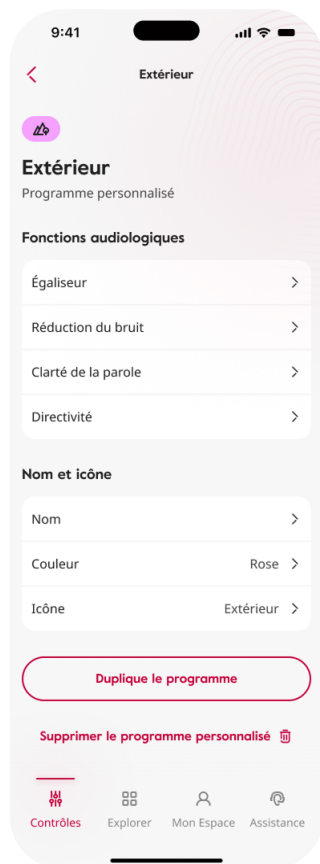 9:41
Extérieur
Extérieur
Programme personnalisé
Fonctions audiologiques
Égaliseur
Réduction du bruit
Clarté de la parole
Directivité
Nom et icône
Nom
Couleur Rose
Icône Extérieur
Duplique le programme
Supprimer le programme personnalisé
Contrôles Explorer Mon Espace Assistance